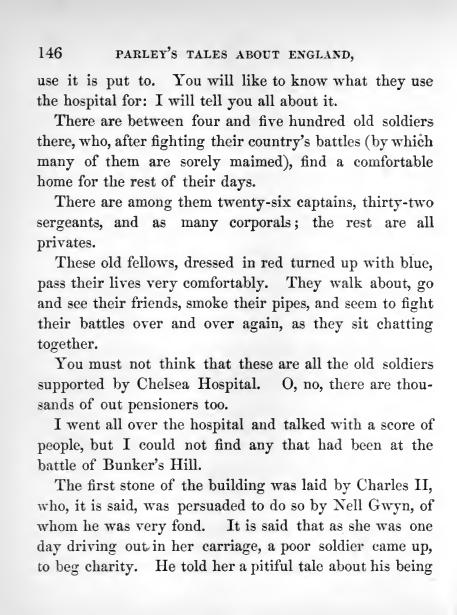 146 PARLEY'S TALES ABOUT ENGLAND,
use it is put to. You will like to know what they use
the hospital for: I will tell you all about it.
There are between four and five hundred old soldiers
there, who, after fighting their country's battles (by which
many of them are sorely maimed), find a comfortable
home for the rest of their days.
There are among them twenty-six captains, thirty-two
sergeants, and as many corporals; the rest are all
privates.
These old fellows, dressed in red turned up with blue,
pass their lives very comfortably. They walk about, go
and see their friends, smoke their pipes, and seem to fight
their battles over and over again, as they sit chatting
together.
You must not think that these are all the old soldiers
supported by Chelsea Hospital. O, no, there are thou-
sands of out pensioners too.
I went all over the hospital and talked with a score of
people, but I could not find any that had been at the
battle of Bunker's Hill.
The first stone of the building was laid by Charles II,
who, it is said, was persuaded to do so by Nell Gwyn, of
whom he was very fond. It is said that as she was one
day driving out in her carriage, a poor soldier came up,
to beg charity. He told her a pitiful tale about his being